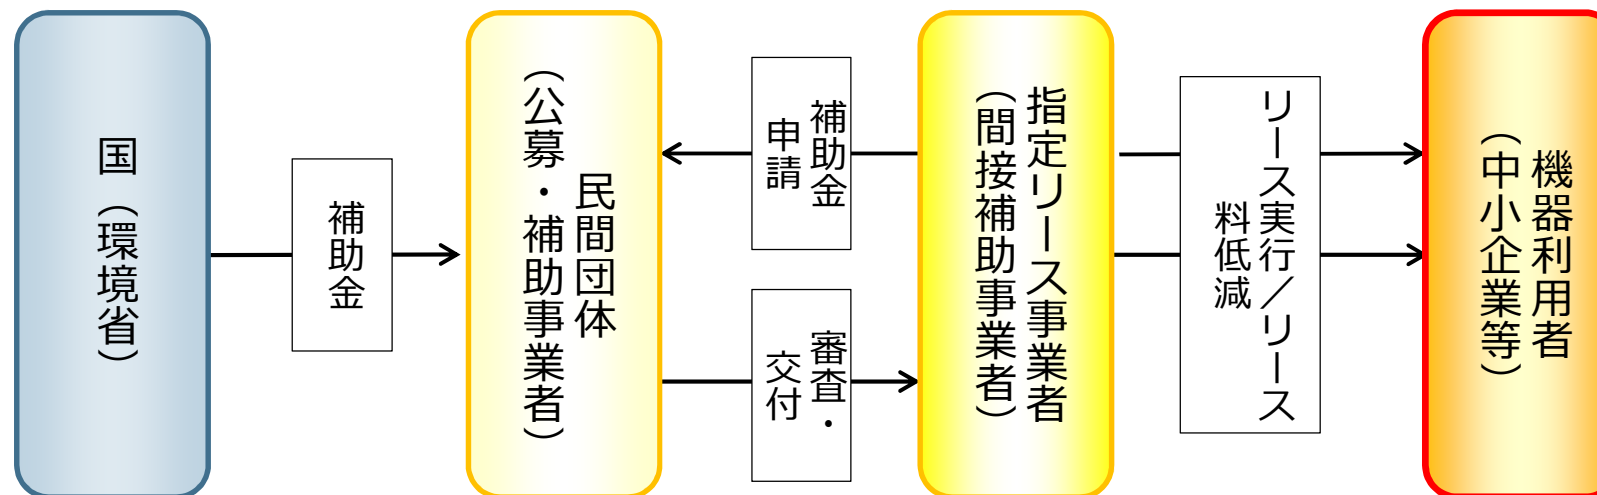 国（環境省）
補助金
民間団体
（公募・補助事業者）
補助金
申請
審査・
交付
指定リース事業者
（間接補助事業者）
リース実行／リース
料低減
機器利用者
（中小企業等）